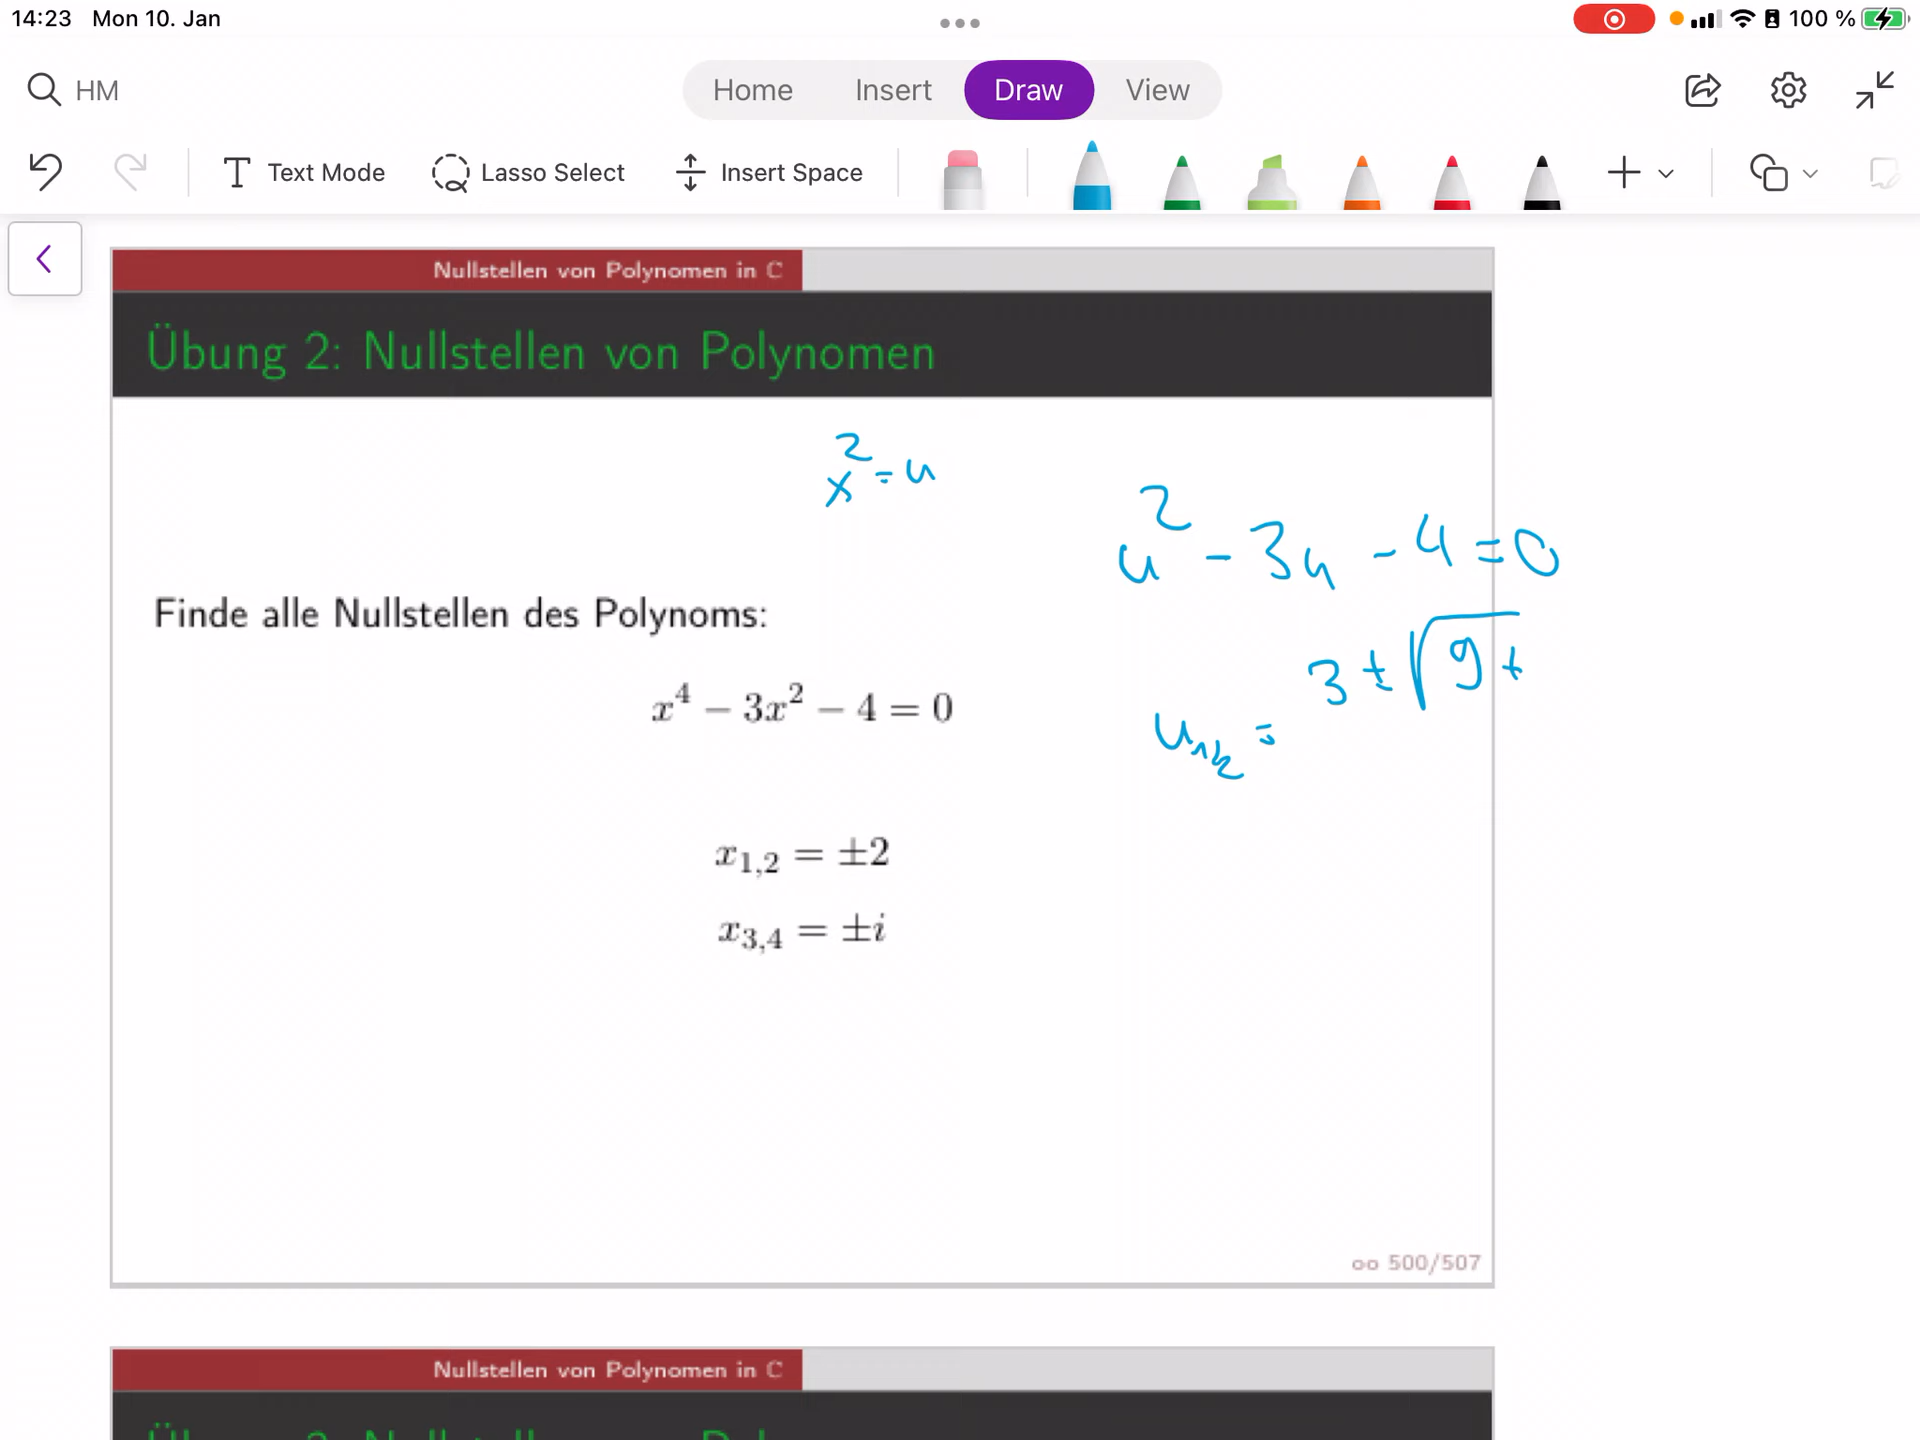 14:23 Mon 10. Jan
100 %
HM
Home Insert Draw View
Text Mode Lasso Select Insert Space
Nullstellen von Polynomen in C
Übung 2: Nullstellen von Polynomen
x² = u
u² - 3u - 4 = 0
Finde alle Nullstellen des Polynoms:
3 ± √9 +
x⁴ − 3x² − 4 = 0
u₁/₂ =
x₁,₂ = ±2
x₃,₄ = ±i
oo 500/507
Nullstellen von Polynomen in C